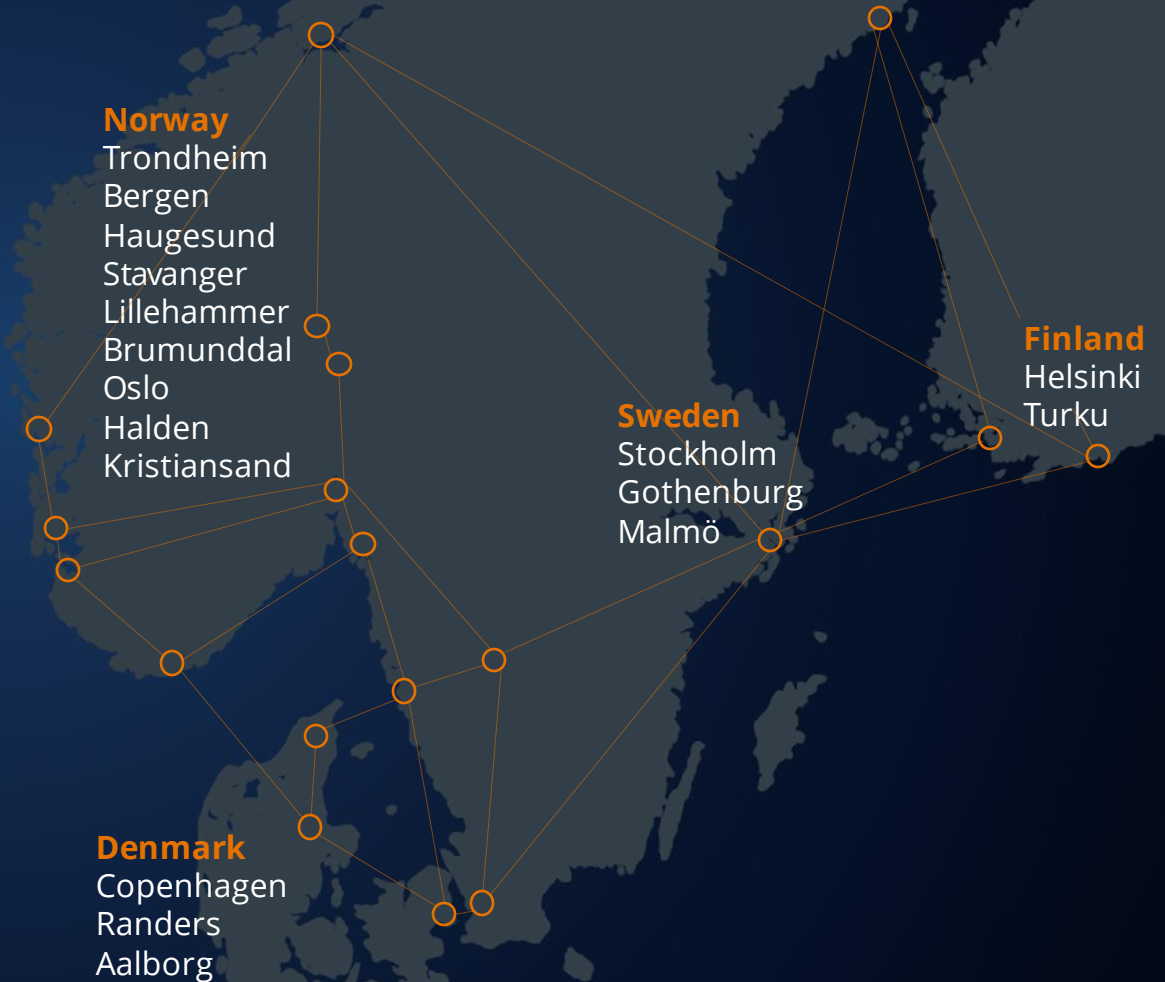 Norway
Trondheim
Bergen
Haugesund
Stavanger
Lillehammer
Brumunddal
Oslo
Halden
Kristiansand
Sweden
Stockholm
Gothenburg
Malmö
Finland
Helsinki
Turku
Denmark
Copenhagen
Randers
Aalborg